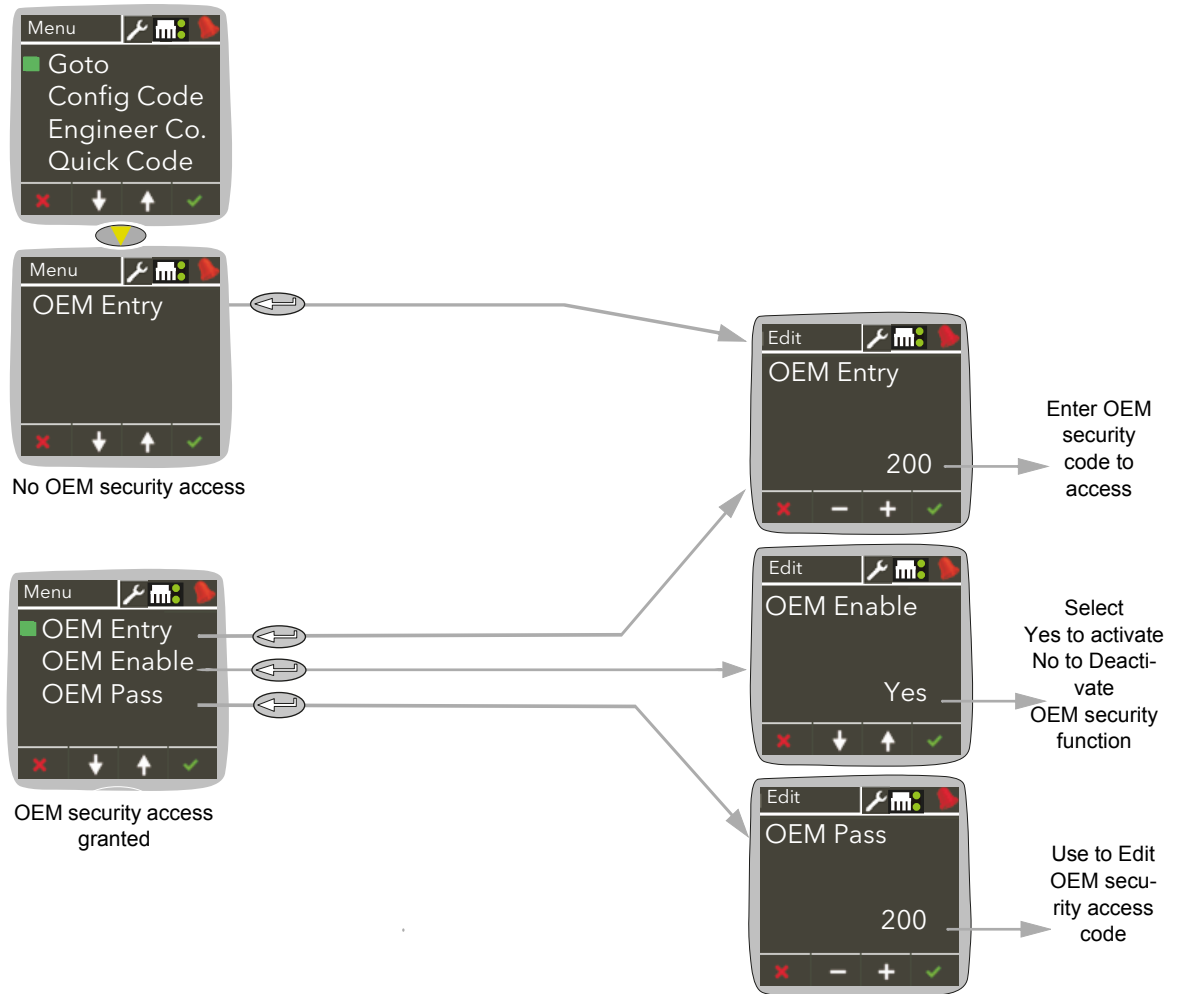 Menu
Goto
Config Code
Engineer Co.
Quick Code
Menu
OEM Entry
No OEM security access
Edit
OEM Entry
200
Enter OEM
security
code to
access
Menu
OEM Entry
OEM Enable
OEM Pass
OEM security access
granted
Edit
OEM Enable
Yes
Select
Yes to activate
No to Deacti-
vate
OEM security
function
Edit
OEM Pass
200
Use to Edit
OEM secu-
rity access
code